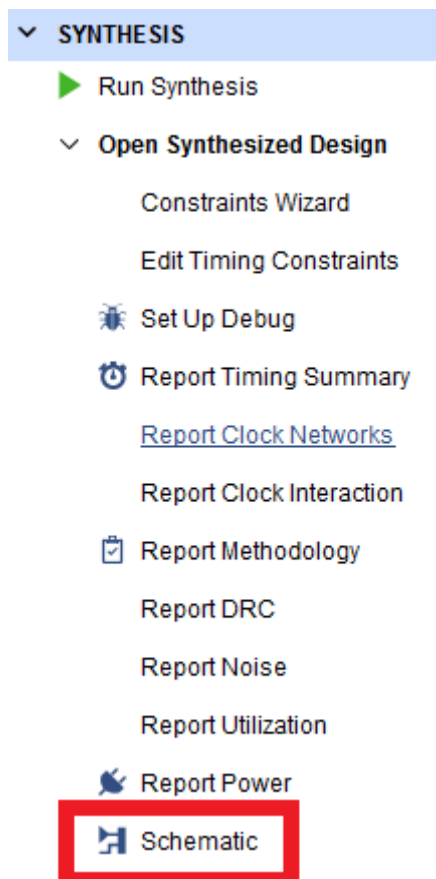 SYNTHESIS
Run Synthesis
Open Synthesized Design
Constraints Wizard
Edit Timing Constraints
Set Up Debug
Report Timing Summary
Report Clock Networks
Report Clock Interaction
Report Methodology
Report DRC
Report Noise
Report Utilization
Report Power
Schematic